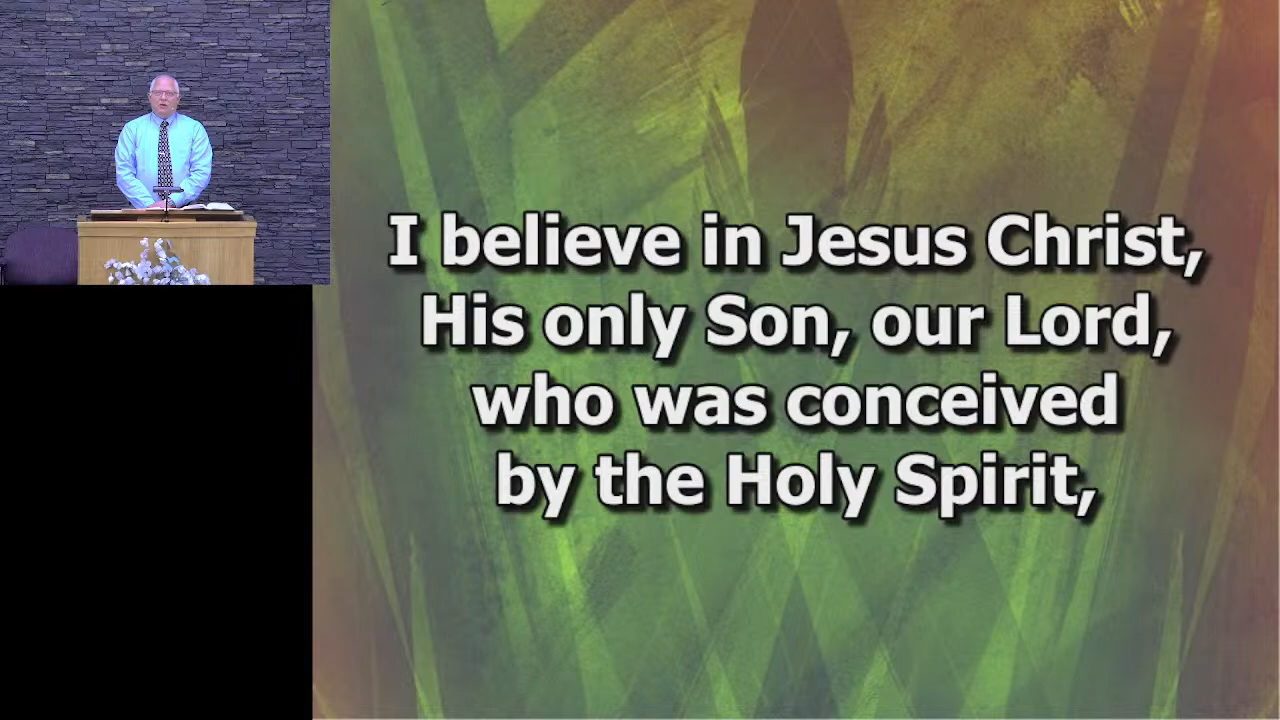 I believe in Jesus Christ,
His only Son, our Lord,
who was conceived
by the Holy Spirit,